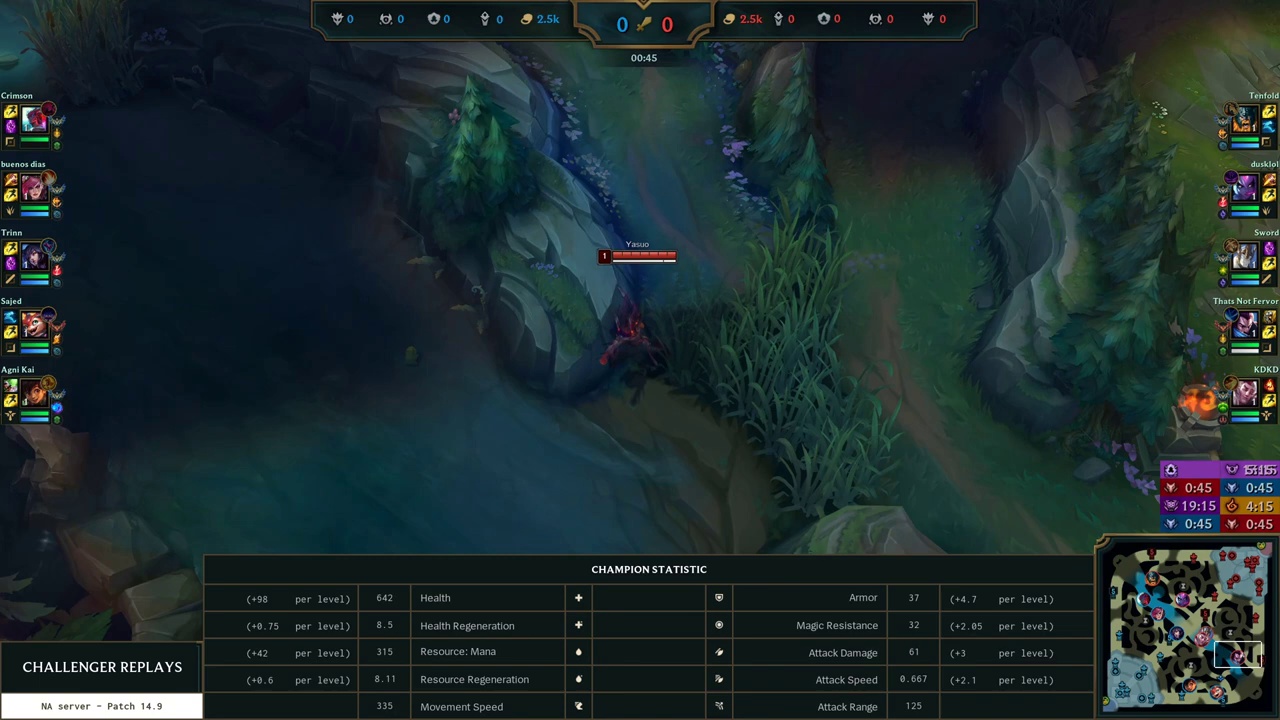 0 0 0 0 2.5k 0 0 2.5k 0 0 0 0
00:45
Crimson
buenos dias
Trinn
Sajed
Agni Kai
Yasuo
1
Tenfold
dusklol
Sword
Thats Not Fervor
KDKD
0:45 0:45
19:15 4:15
0:45 0:45
CHAMPION STATISTIC
(+98 per level) 642 Health Armor 37 (+4.7 per level)
(+0.75 per level) 8.5 Health Regeneration Magic Resistance 32 (+2.05 per level)
(+42 per level) 315 Resource: Mana Attack Damage 61 (+3 per level)
(+0.6 per level) 8.11 Resource Regeneration Attack Speed 0.667 (+2.1 per level)
335 Movement Speed Attack Range 125
CHALLENGER REPLAYS
NA server - Patch 14.9